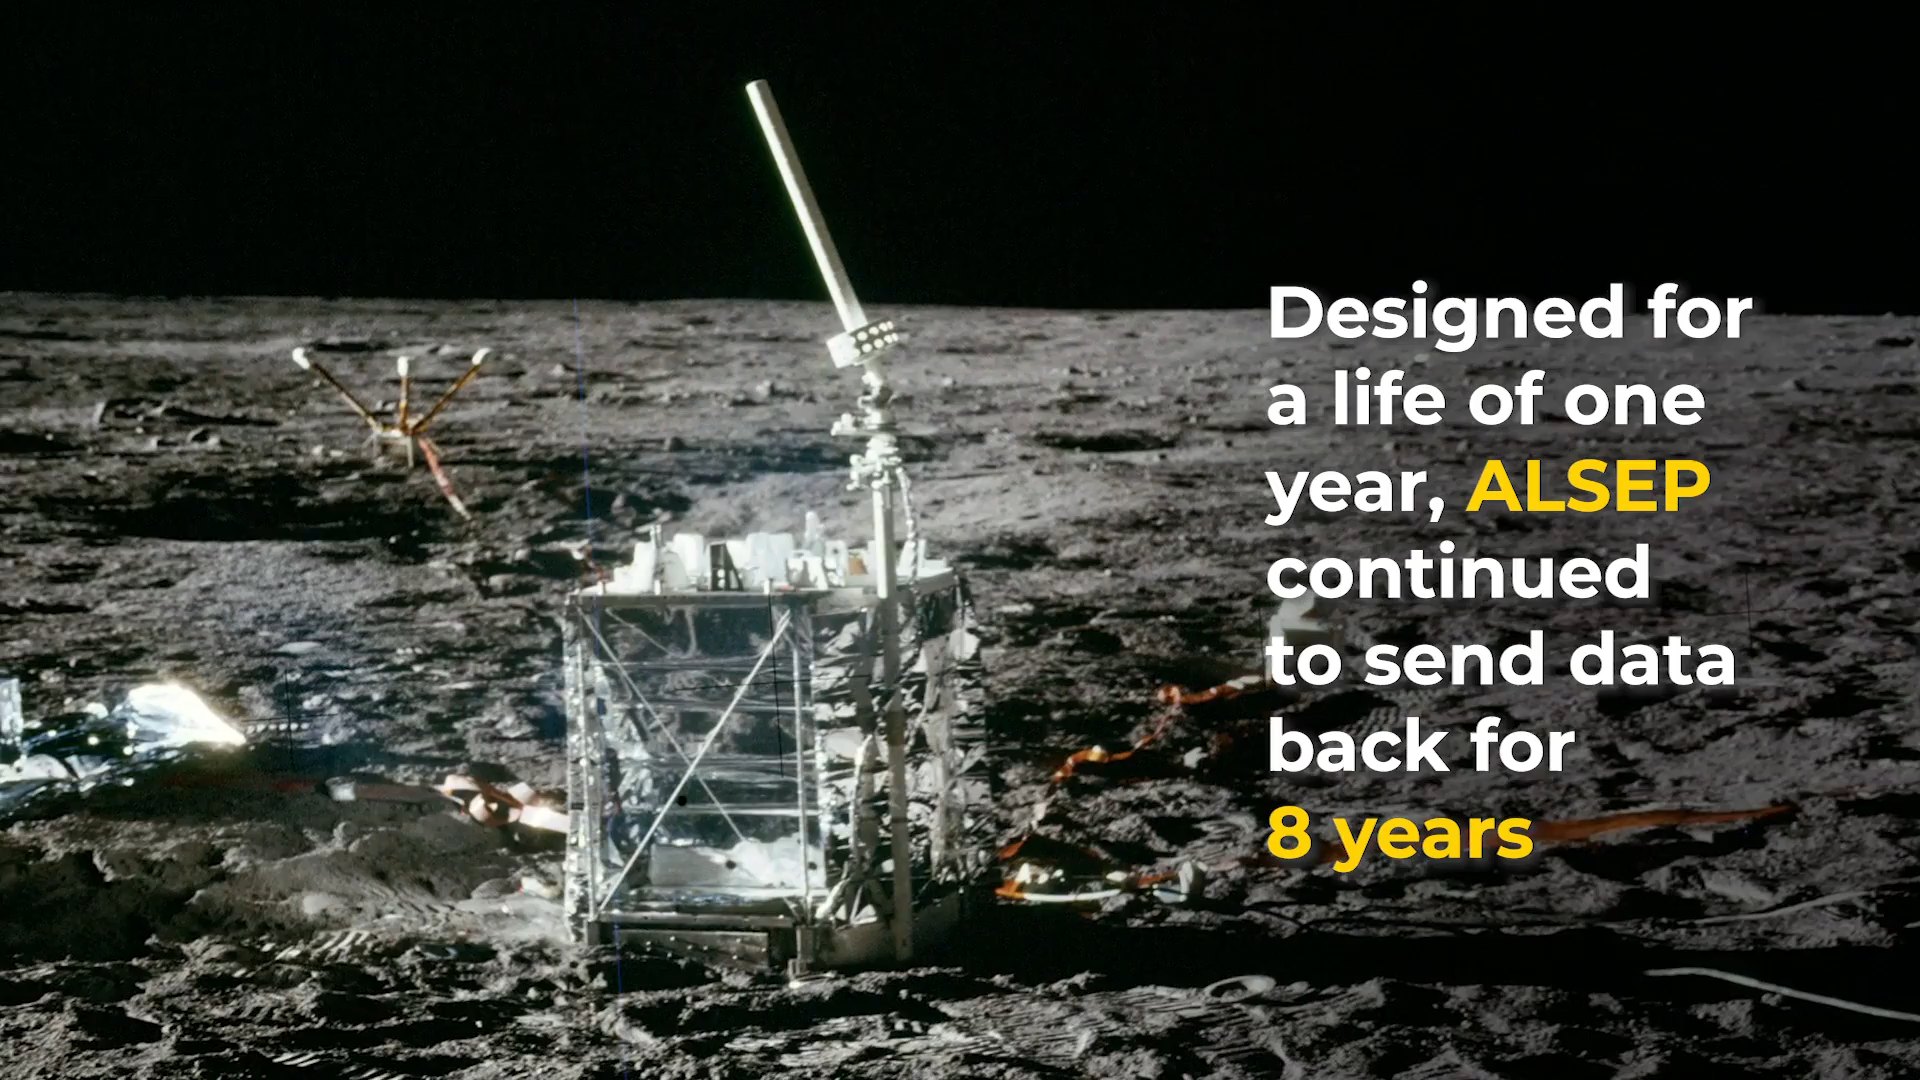 Designed for
a life of one
year, ALSEP
continued
to send data
back for
8 years